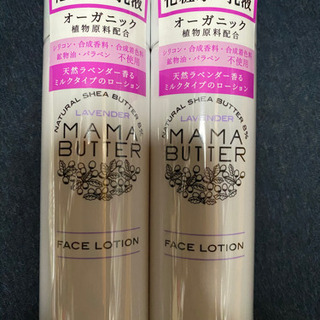 オーガニック
植物原料配合
シリコン・合成香料・合成着色料
鉱物油・パラベン 不使用
天然ラベンダー香る
ミルクタイプのローション
NATURAL SHEA BUTTER 8%
LAVENDER
MAMA
BUTTER
FACE LOTION
オーガニック
植物原料配合
シリコン・合成香料・合成着色料
鉱物油・パラベン 不使用
天然ラベンダー香る
ミルクタイプのローション
NATURAL SHEA BUTTER 8%
LAVENDER
MAMA
BUTTER
FACE LOTION